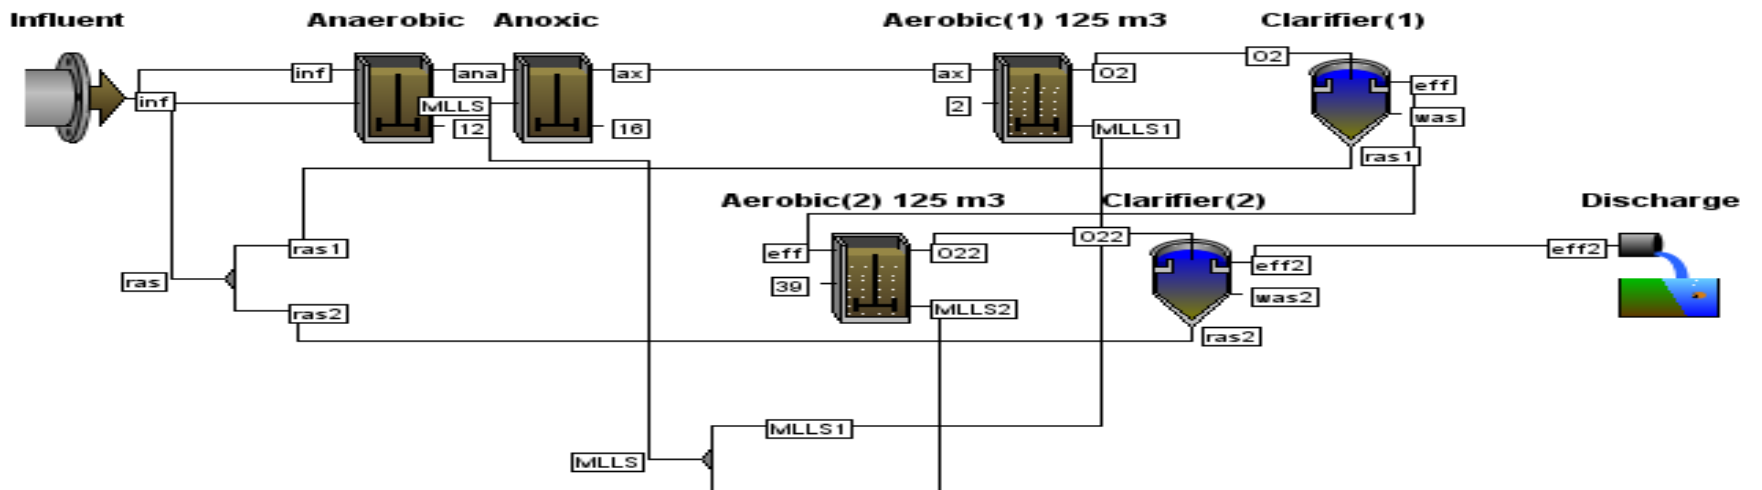 Influent
Anaerobic
Anoxic
Aerobic(1) 125 m3
Clarifier(1)
inf
inf
ana
MLLS
12
ax
16
ax
2
O2
MLLS1
O2
eff
was
ras1
Aerobic(2) 125 m3
Clarifier(2)
Discharge
ras
ras1
ras2
eff
39
O22
MLLS2
O22
eff2
was2
ras2
eff2
MLLS1
MLLS